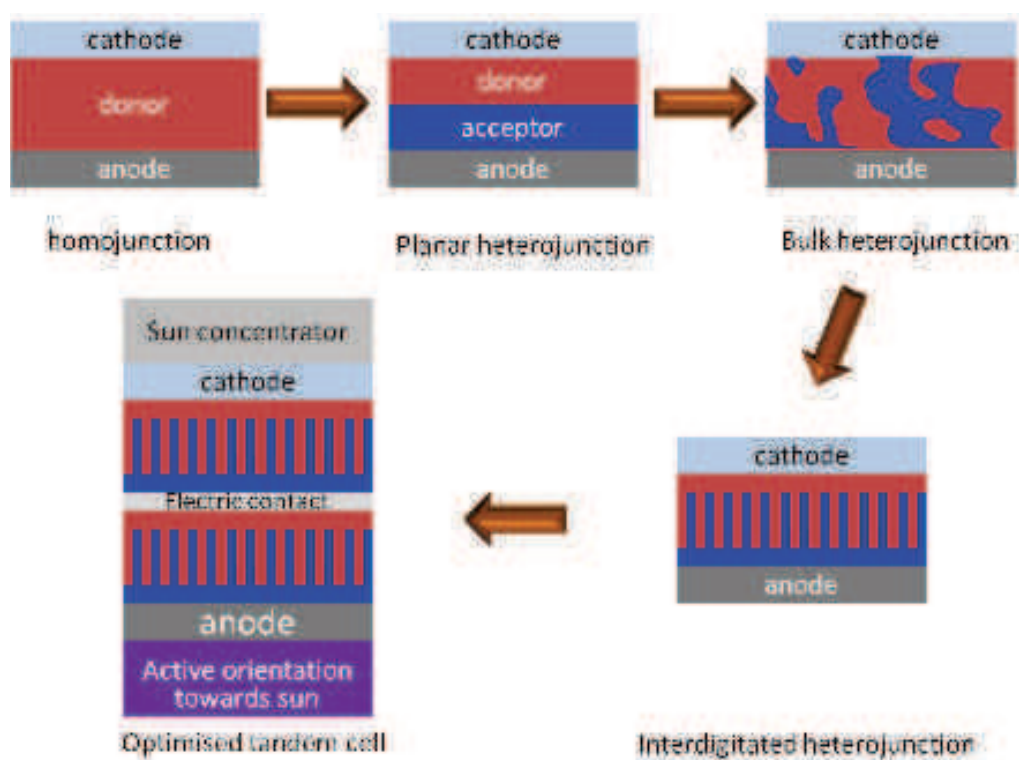 cathode
donor
anode
homojunction
cathode
donor
acceptor
anode
Planar heterojunction
cathode
anode
Bulk heterojunction
cathode
anode
Interdigitated heterojunction
Sun concentrator
cathode
Electric contact
anode
Active orientation
towards sun
Optimised tandem cell